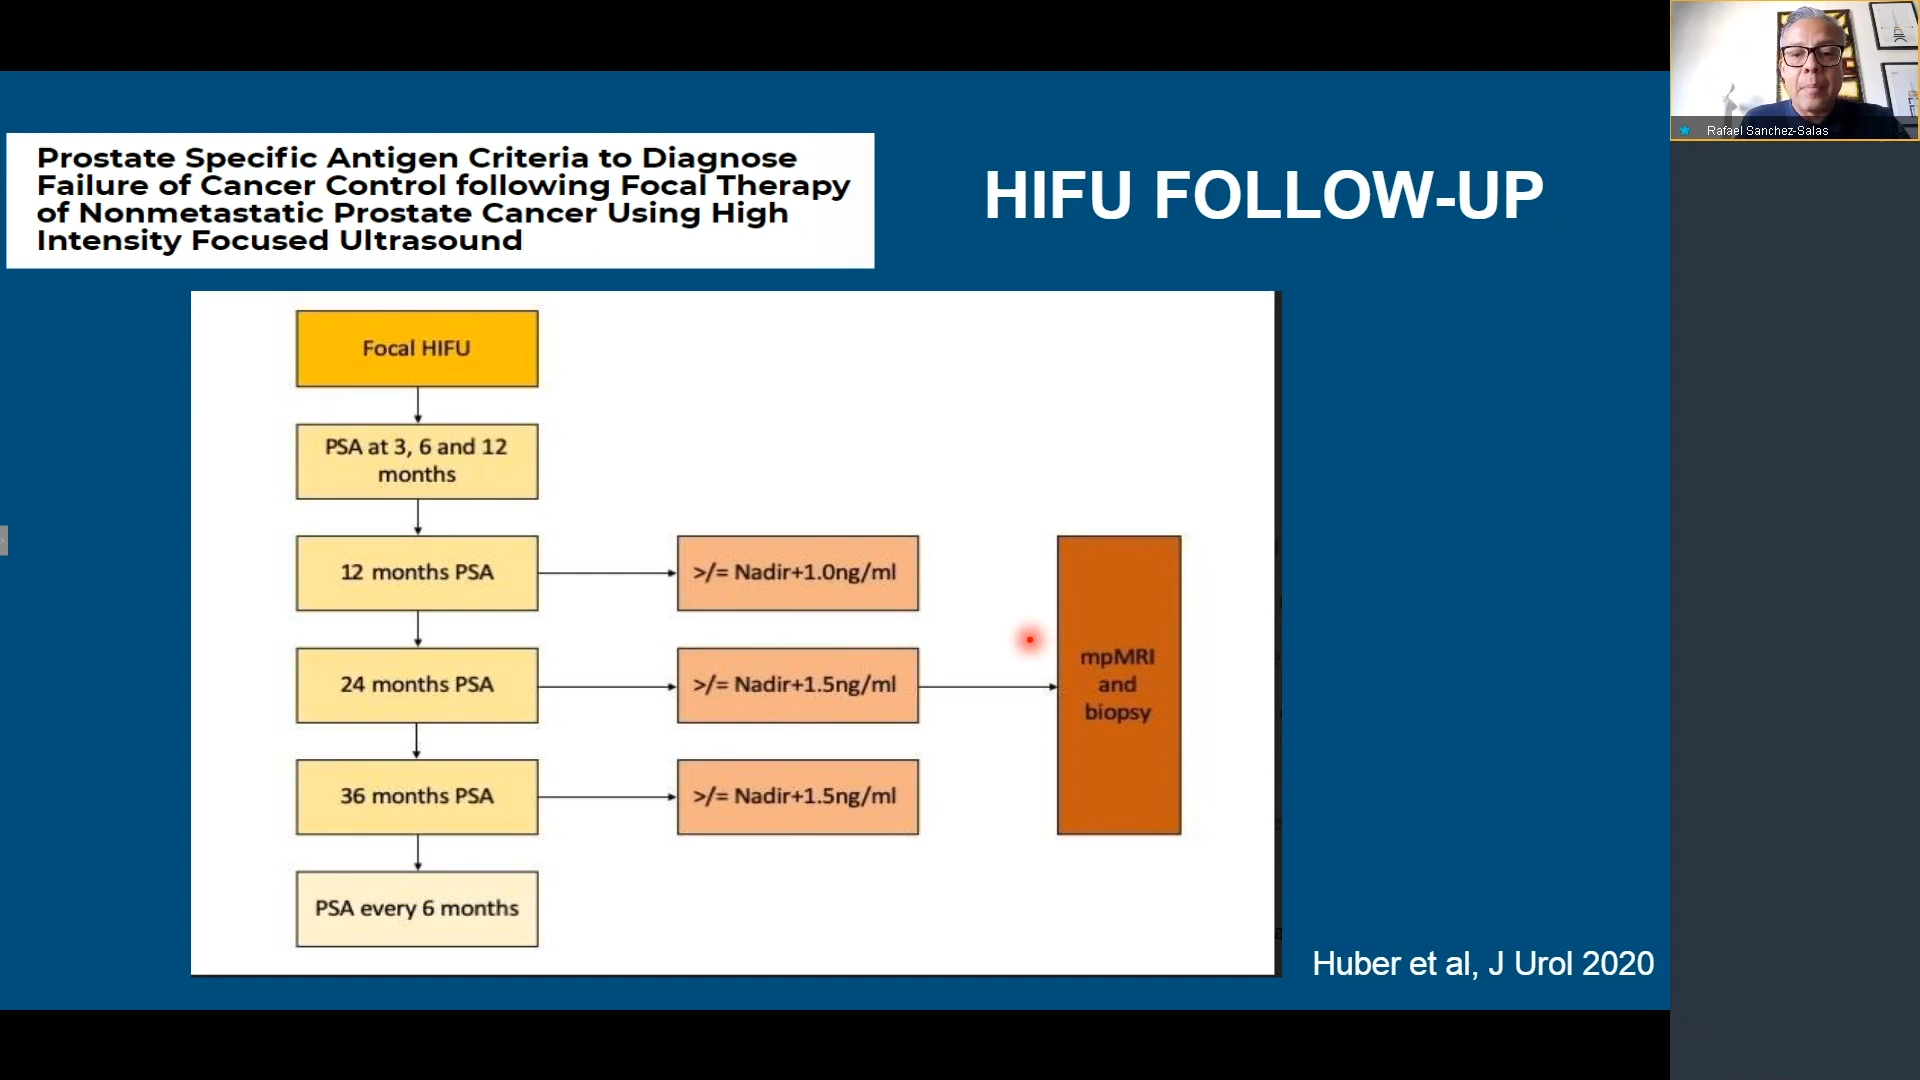 Prostate Specific Antigen Criteria to Diagnose
Failure of Cancer Control following Focal Therapy
of Nonmetastatic Prostate Cancer Using High
Intensity Focused Ultrasound
HIFU FOLLOW-UP
Rafael Sanchez-Salas
Focal HIFU
PSA at 3, 6 and 12
months
12 months PSA
>/= Nadir+1.0ng/ml
24 months PSA
>/= Nadir+1.5ng/ml
36 months PSA
>/= Nadir+1.5ng/ml
mpMRI
and
biopsy
PSA every 6 months
Huber et al, J Urol 2020